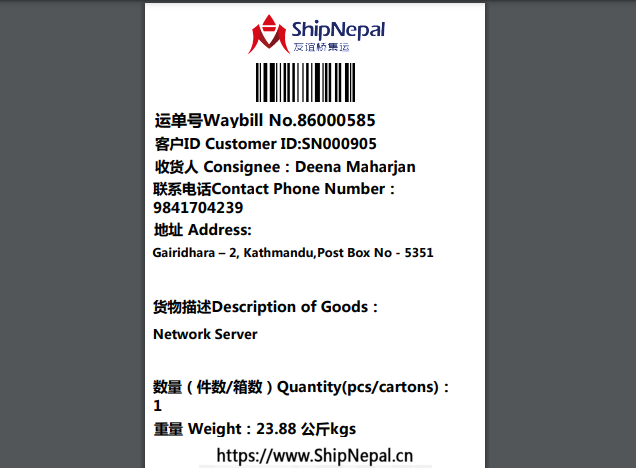 ShipNepal
友谊桥集运
运单号Waybill No.86000585
客户ID Customer ID:SN000905
收货人 Consignee：Deena Maharjan
联系电话Contact Phone Number：
9841704239
地址 Address:
Gairidhara – 2, Kathmandu,Post Box No - 5351
货物描述Description of Goods：
Network Server
数量（件数/箱数）Quantity(pcs/cartons)：
1
重量 Weight：23.88 公斤kgs
https://www.ShipNepal.cn